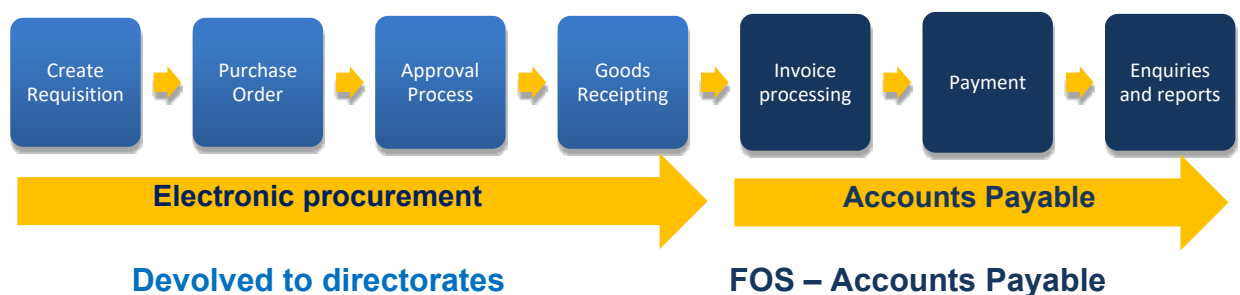 Create
Requisition
Purchase
Order
Approval
Process
Goods
Receipting
Invoice
processing
Payment
Enquiries
and reports
Electronic procurement
Accounts Payable
Devolved to directorates
FOS – Accounts Payable